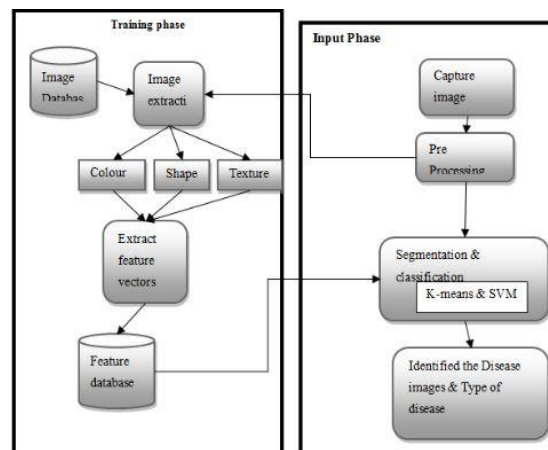 Training phase
Image
Databas
Image
extracti
Colour
Shape
Texture
Extract
feature
vectors
Feature
database
Input Phase
Capture
image
Pre
Processing
Segmentation &
classification
K-means & SVM
Identified the Disease
images & Type of
disease